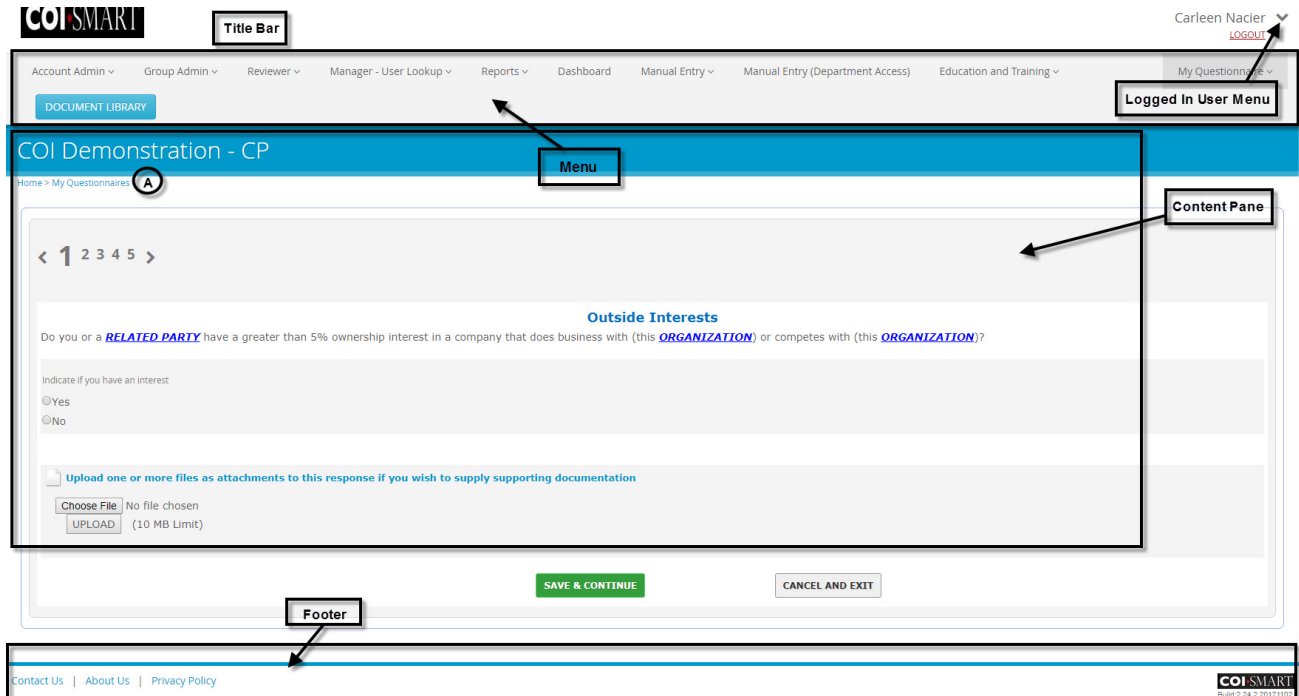 COI SMART
Title Bar
Carleen Nacier
LOGOUT
Account Admin Group Admin Reviewer Manager - User Lookup Reports Dashboard Manual Entry Manual Entry (Department Access) Education and Training My Questionnaire
DOCUMENT LIBRARY
Logged In User Menu
COI Demonstration - CP
Menu
Home > My Questionnaires A
Content Pane
< 1 2 3 4 5 >
Outside Interests
Do you or a RELATED PARTY have a greater than 5% ownership interest in a company that does business with (this ORGANIZATION) or competes with (this ORGANIZATION)?
Indicate if you have an interest
Yes
No
Upload one or more files as attachments to this response if you wish to supply supporting documentation
Choose File No file chosen
UPLOAD (10 MB Limit)
SAVE & CONTINUE CANCEL AND EXIT
Footer
Contact Us | About Us | Privacy Policy
COI SMART
Build:2.24.2.20171102